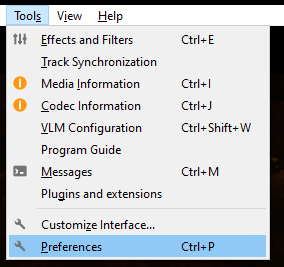 Tools View Help
Effects and Filters Ctrl+E
Track Synchronization
Media Information Ctrl+I
Codec Information Ctrl+J
VLM Configuration Ctrl+Shift+W
Program Guide
Messages Ctrl+M
Plugins and extensions
Customize Interface...
Preferences Ctrl+P